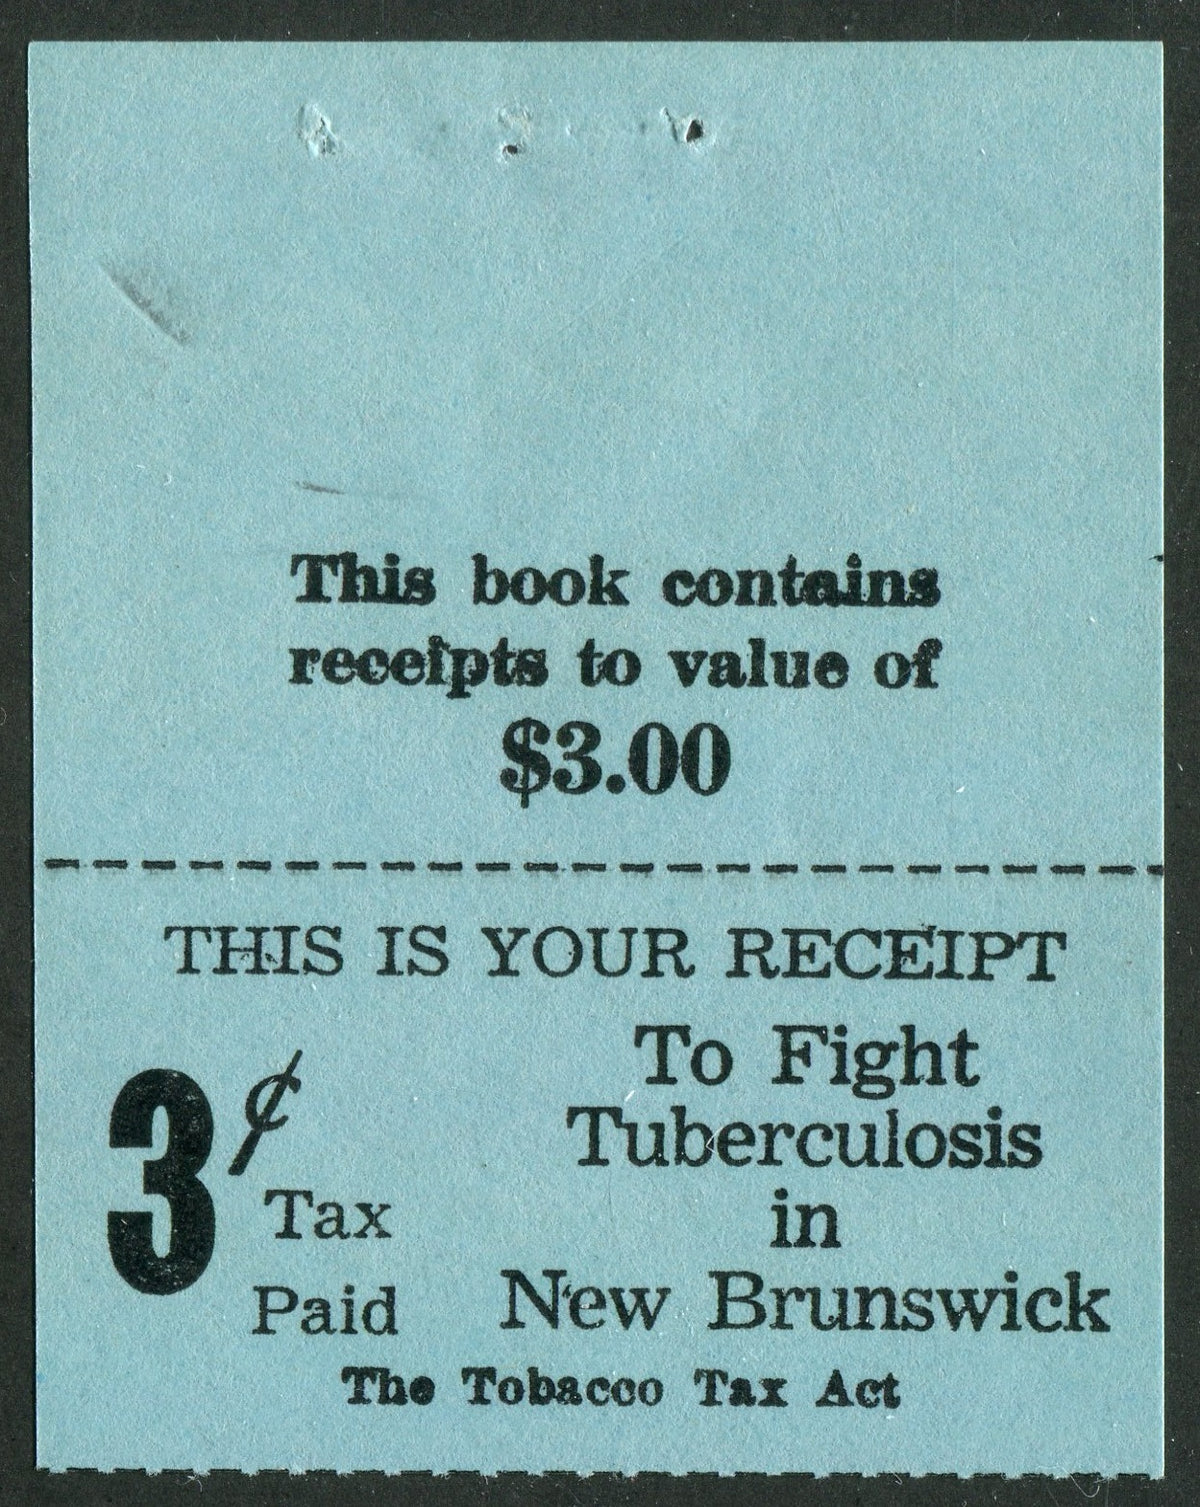 This book contains
receipts to value of
$3.00
THIS IS YOUR RECEIPT
3¢
Tax
Paid
To Fight
Tuberculosis
in
New Brunswick
The Tobacco Tax Act